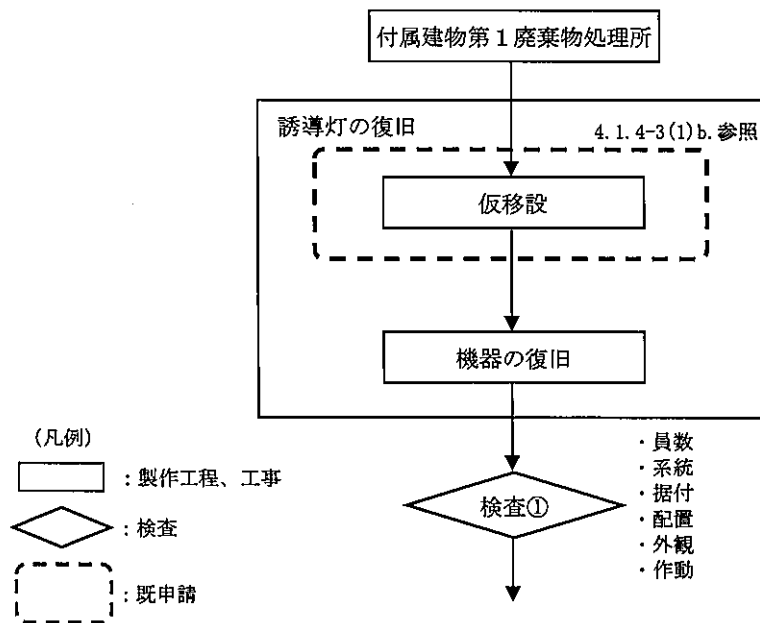 付属建物第1廃棄物処理所
誘導灯の復旧
4.1.4-3(1)b.参照
仮移設
機器の復旧
検査①
・員数
・系統
・据付
・配置
・外観
・作動
(凡例)
：製作工程、工事
：検査
：既申請